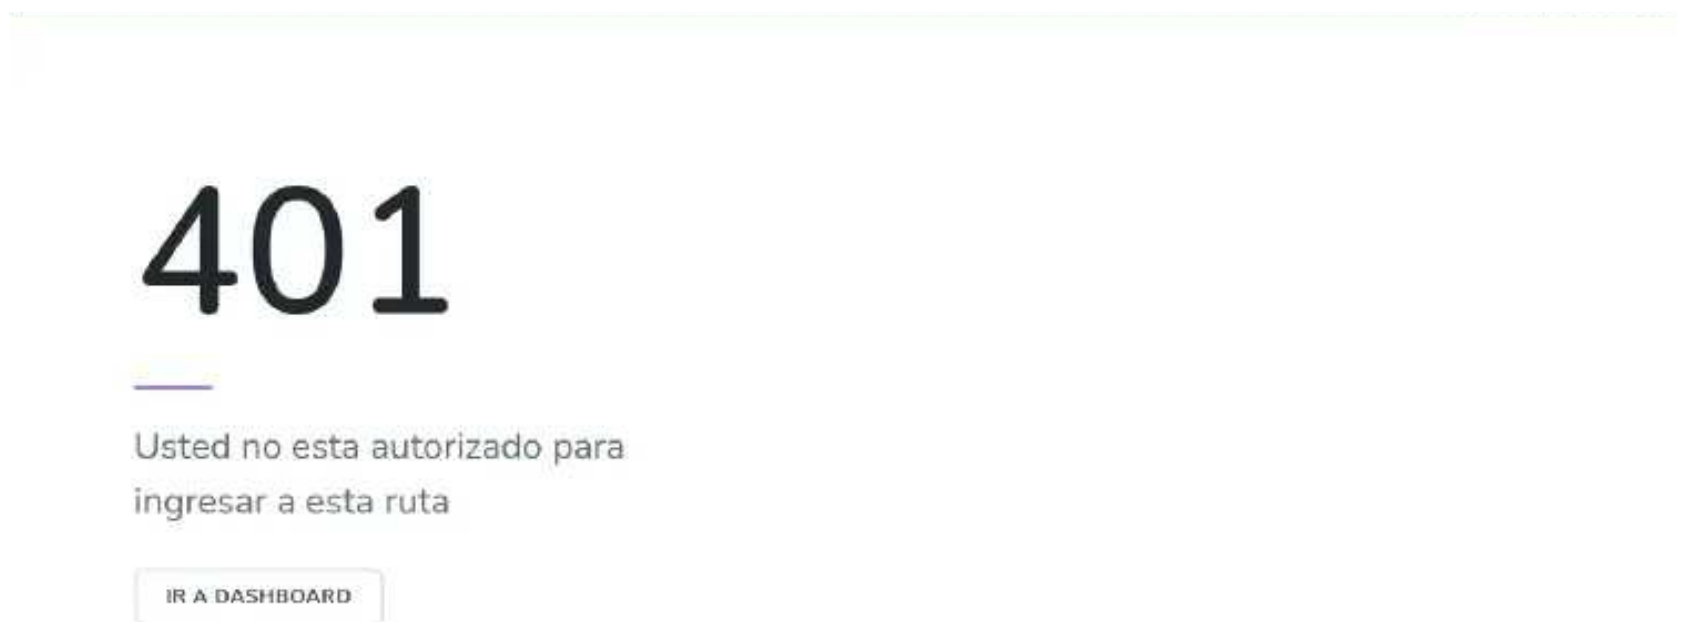 401
Usted no esta autorizado para
ingresar a esta ruta
IR A DASHBOARD